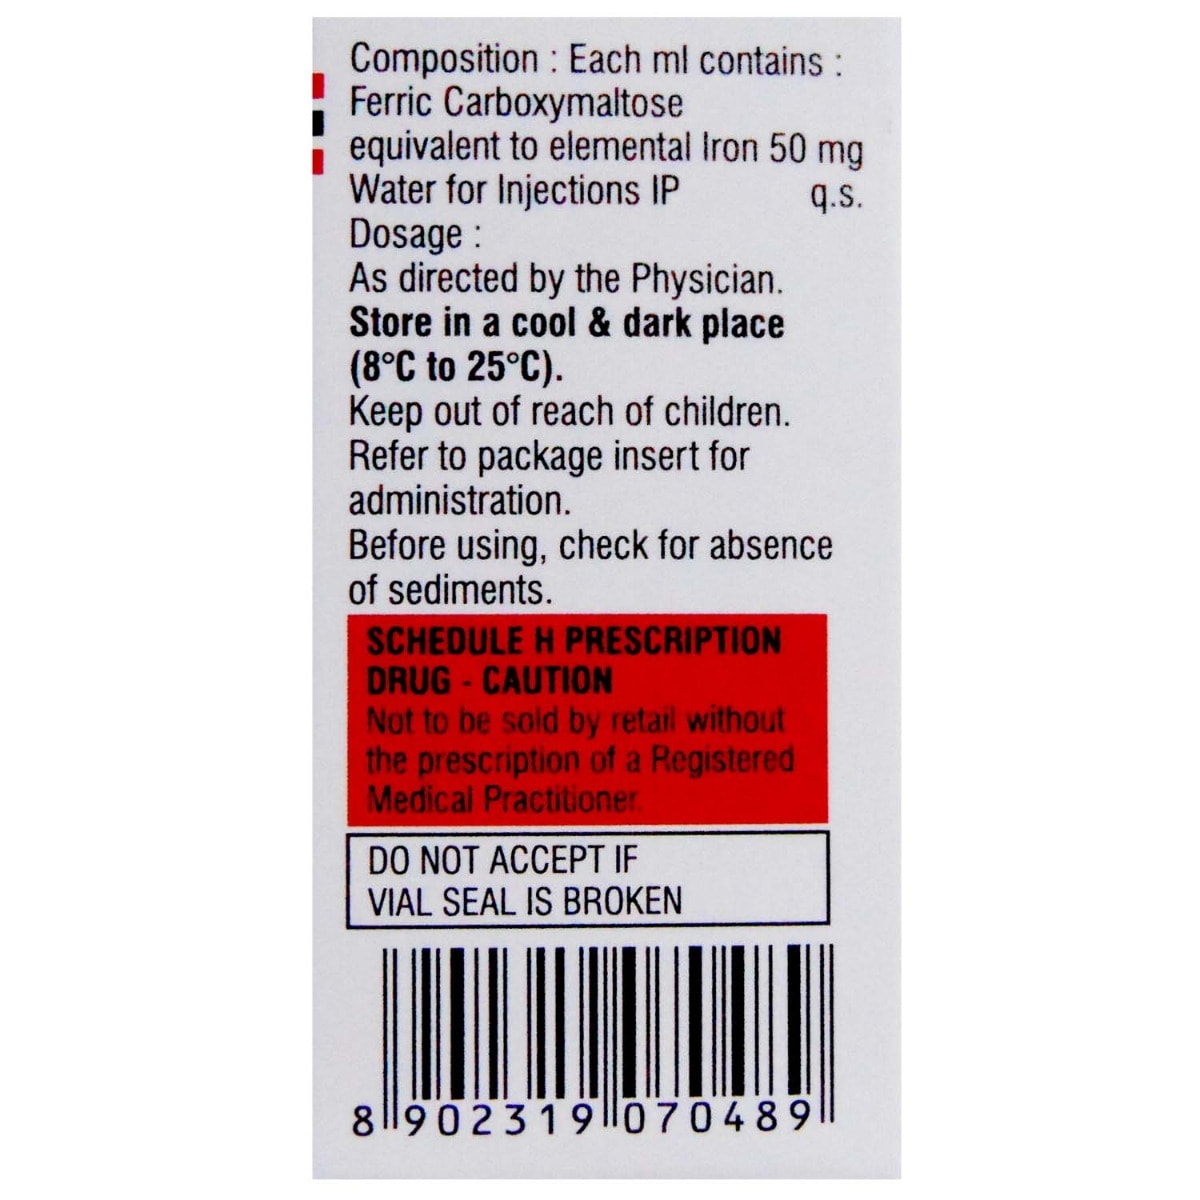 Composition : Each ml contains :
Ferric Carboxymaltose
equivalent to elemental Iron 50 mg
Water for Injections IP q.s.
Dosage :
As directed by the Physician.
Store in a cool & dark place
(8°C to 25°C).
Keep out of reach of children.
Refer to package insert for
administration.
Before using, check for absence
of sediments.
SCHEDULE H PRESCRIPTION
DRUG - CAUTION
Not to be sold by retail without
the prescription of a Registered
Medical Practitioner.
DO NOT ACCEPT IF
VIAL SEAL IS BROKEN
8 902319 070489